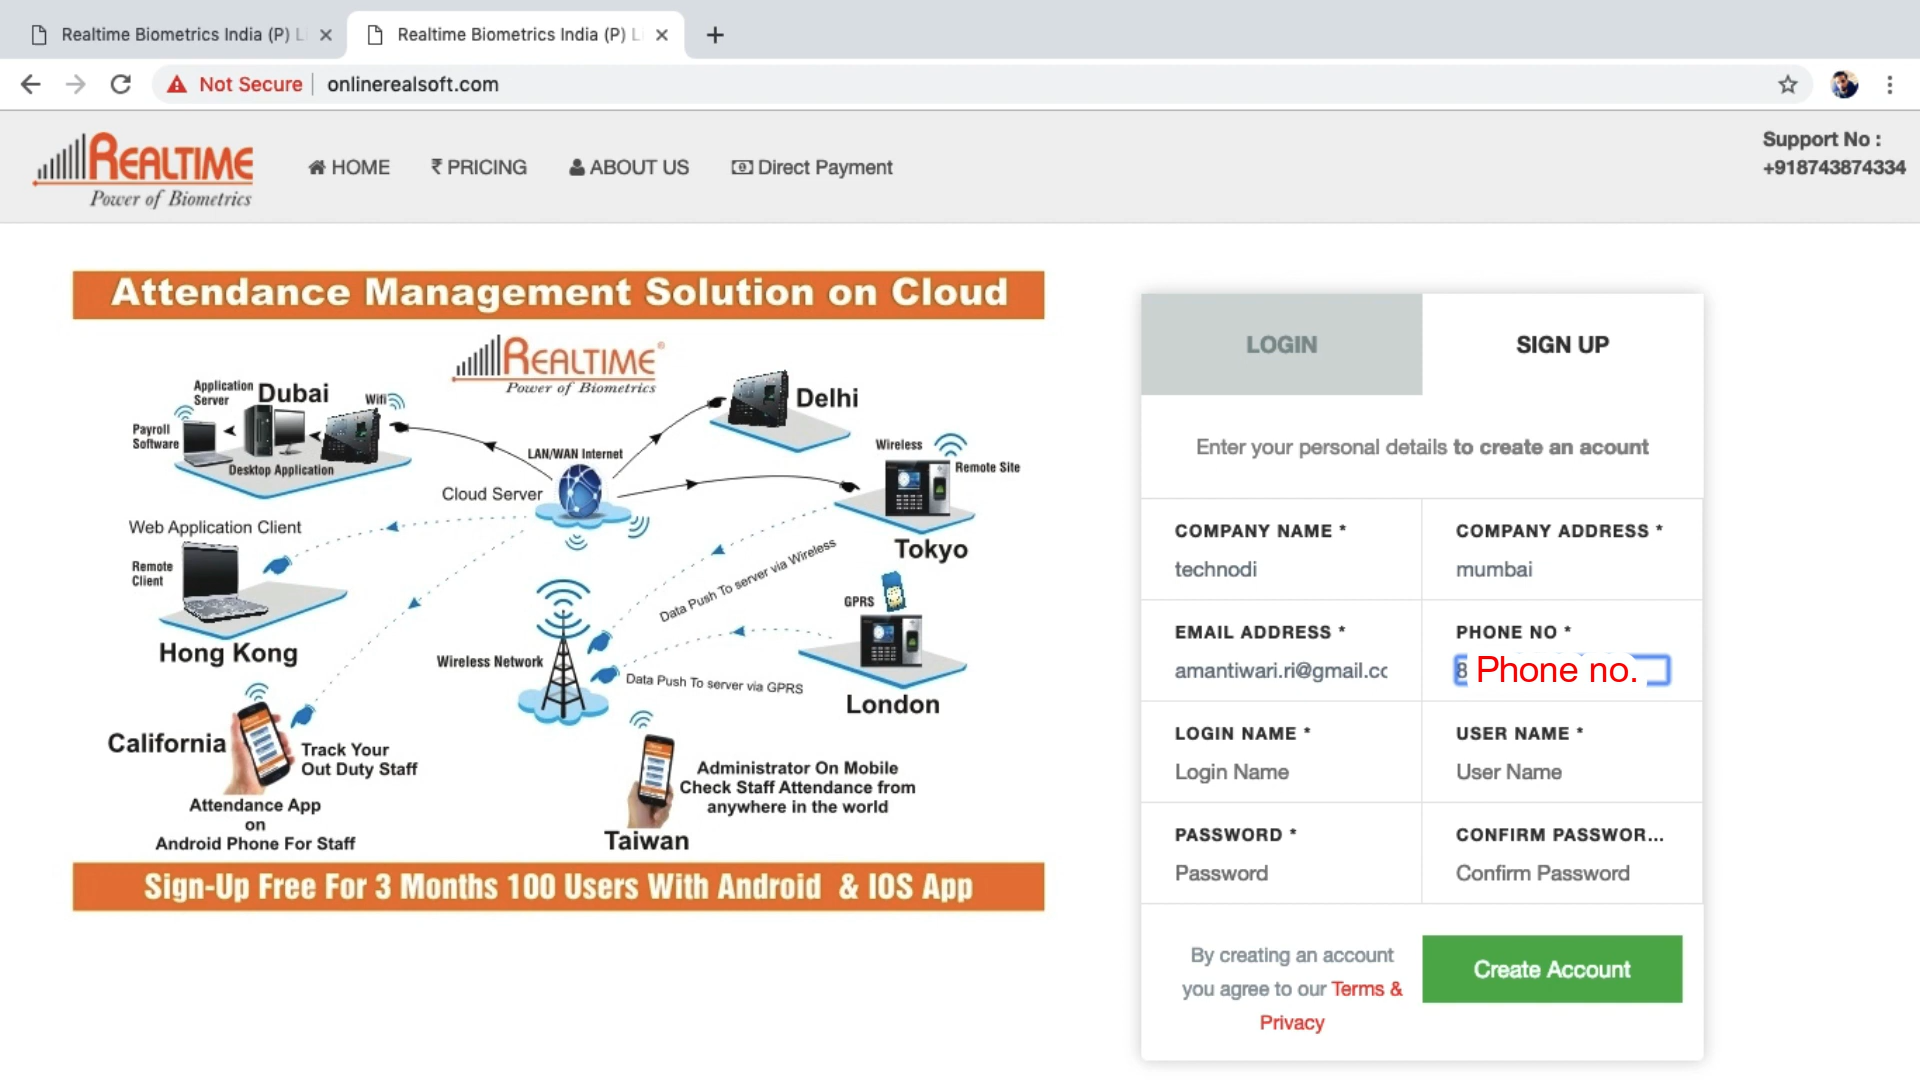 Realtime Biometrics India (P) L
Realtime Biometrics India (P) L
Not Secure
onlinerealsoft.com
REALTIME
Power of Biometrics
HOME
₹ PRICING
ABOUT US
Direct Payment
Support No :
+918743874334
Attendance Management Solution on Cloud
REALTIME®
Power of Biometrics
Application
Server
Dubai
Wifi
Payroll
Software
Desktop Application
Delhi
LAN/WAN Internet
Cloud Server
Wireless
Remote Site
Tokyo
Web Application Client
Remote
Client
Hong Kong
Data Push To server via Wireless
GPRS
Wireless Network
Data Push To server via GPRS
London
California
Track Your
Out Duty Staff
Attendance App
on
Android Phone For Staff
Administrator On Mobile
Check Staff Attendance from
anywhere in the world
Taiwan
Sign-Up Free For 3 Months 100 Users With Android & IOS App
LOGIN
SIGN UP
Enter your personal details to create an acount
COMPANY NAME *
technodi
COMPANY ADDRESS *
mumbai
EMAIL ADDRESS *
amantiwari.ri@gmail.cc
PHONE NO *
8 Phone no.
LOGIN NAME *
Login Name
USER NAME *
User Name
PASSWORD *
Password
CONFIRM PASSWOR...
Confirm Password
By creating an account
you agree to our Terms &
Privacy
Create Account